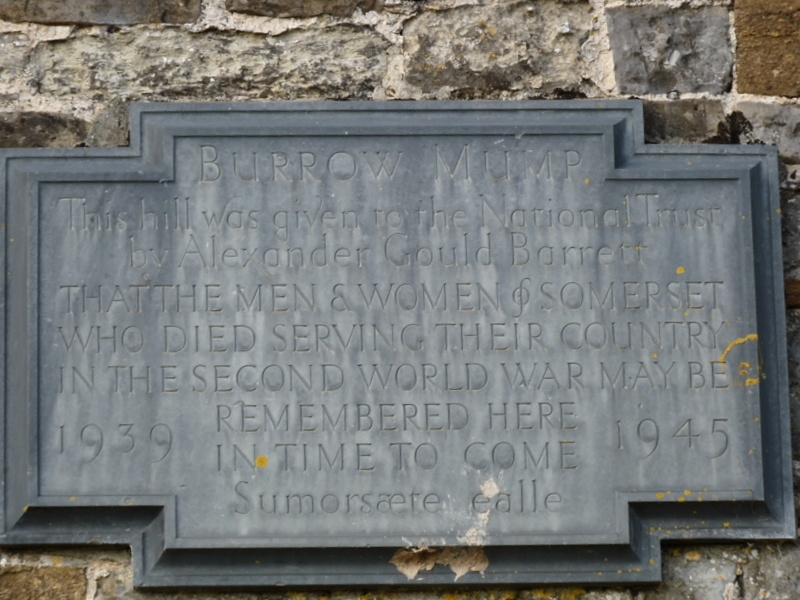 BURROW MUMP
This hill was given to the National Trust
by Alexander Gould Barrett
THAT THE MEN & WOMEN of SOMERSET
WHO DIED SERVING THEIR COUNTRY
IN THE SECOND WORLD WAR MAY BE
REMEMBERED HERE
1939 IN TIME TO COME 1945
Sumorsæte ealle